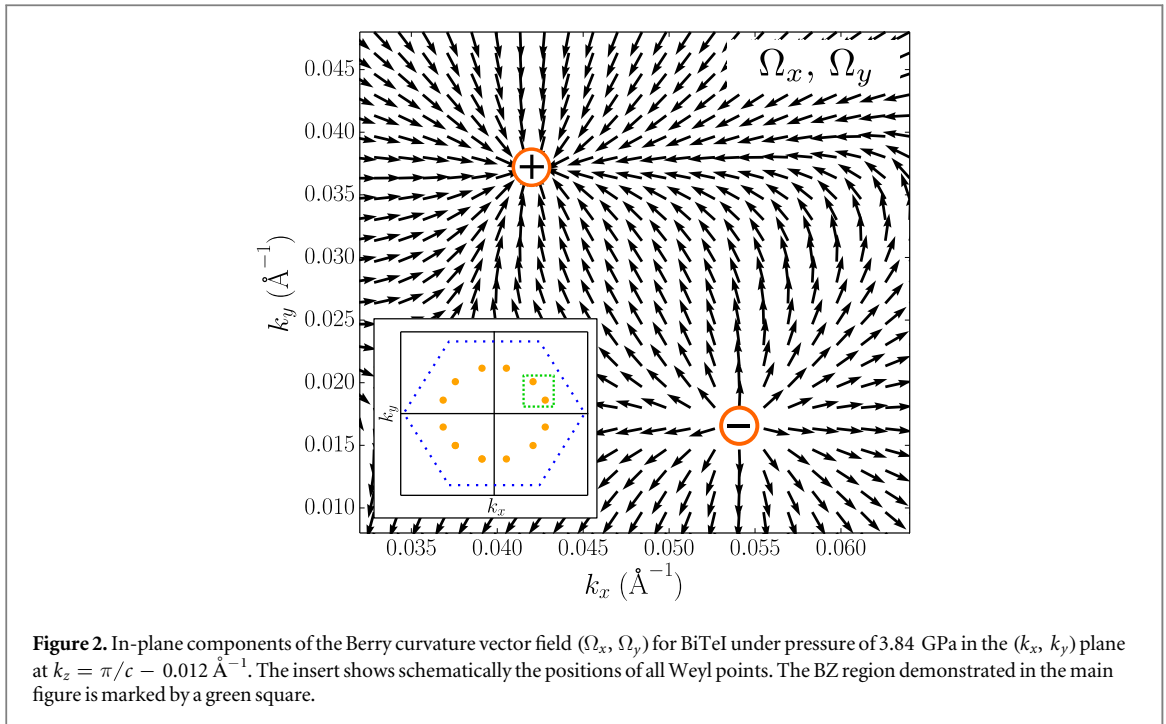 Ωx, Ωy
0.045
0.040
+
0.035
0.030
0.025
0.020
0.015
0.010
ky (Å−1)
−
ky
kx
0.035 0.040 0.045 0.050 0.055 0.060
kx (Å−1)
Figure 2. In-plane components of the Berry curvature vector field (Ωx, Ωy) for BiTeI under pressure of 3.84 GPa in the (kx, ky) plane
at kz = π/c − 0.012 Å−1. The insert shows schematically the positions of all Weyl points. The BZ region demonstrated in the main
figure is marked by a green square.